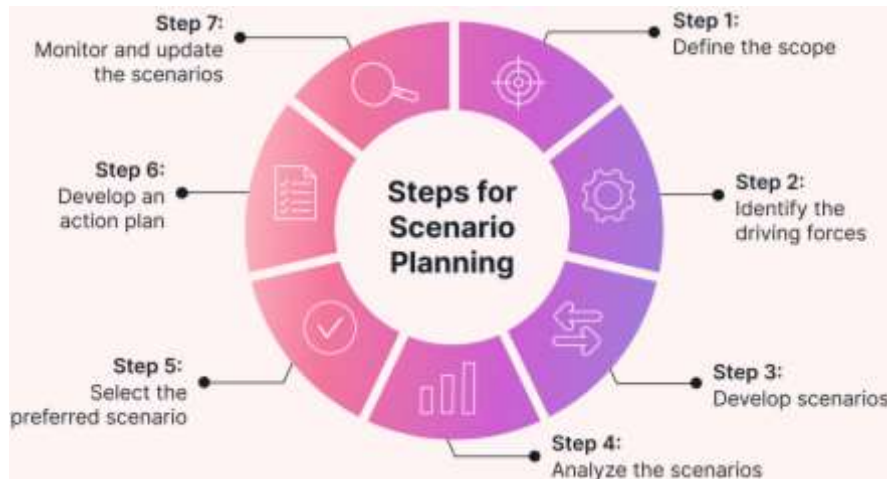 Steps for
Scenario
Planning
Step 1:
Define the scope
Step 2:
Identify the
driving forces
Step 3:
Develop scenarios
Step 4:
Analyze the scenarios
Step 5:
Select the
preferred scenario
Step 6:
Develop an
action plan
Step 7:
Monitor and update
the scenarios